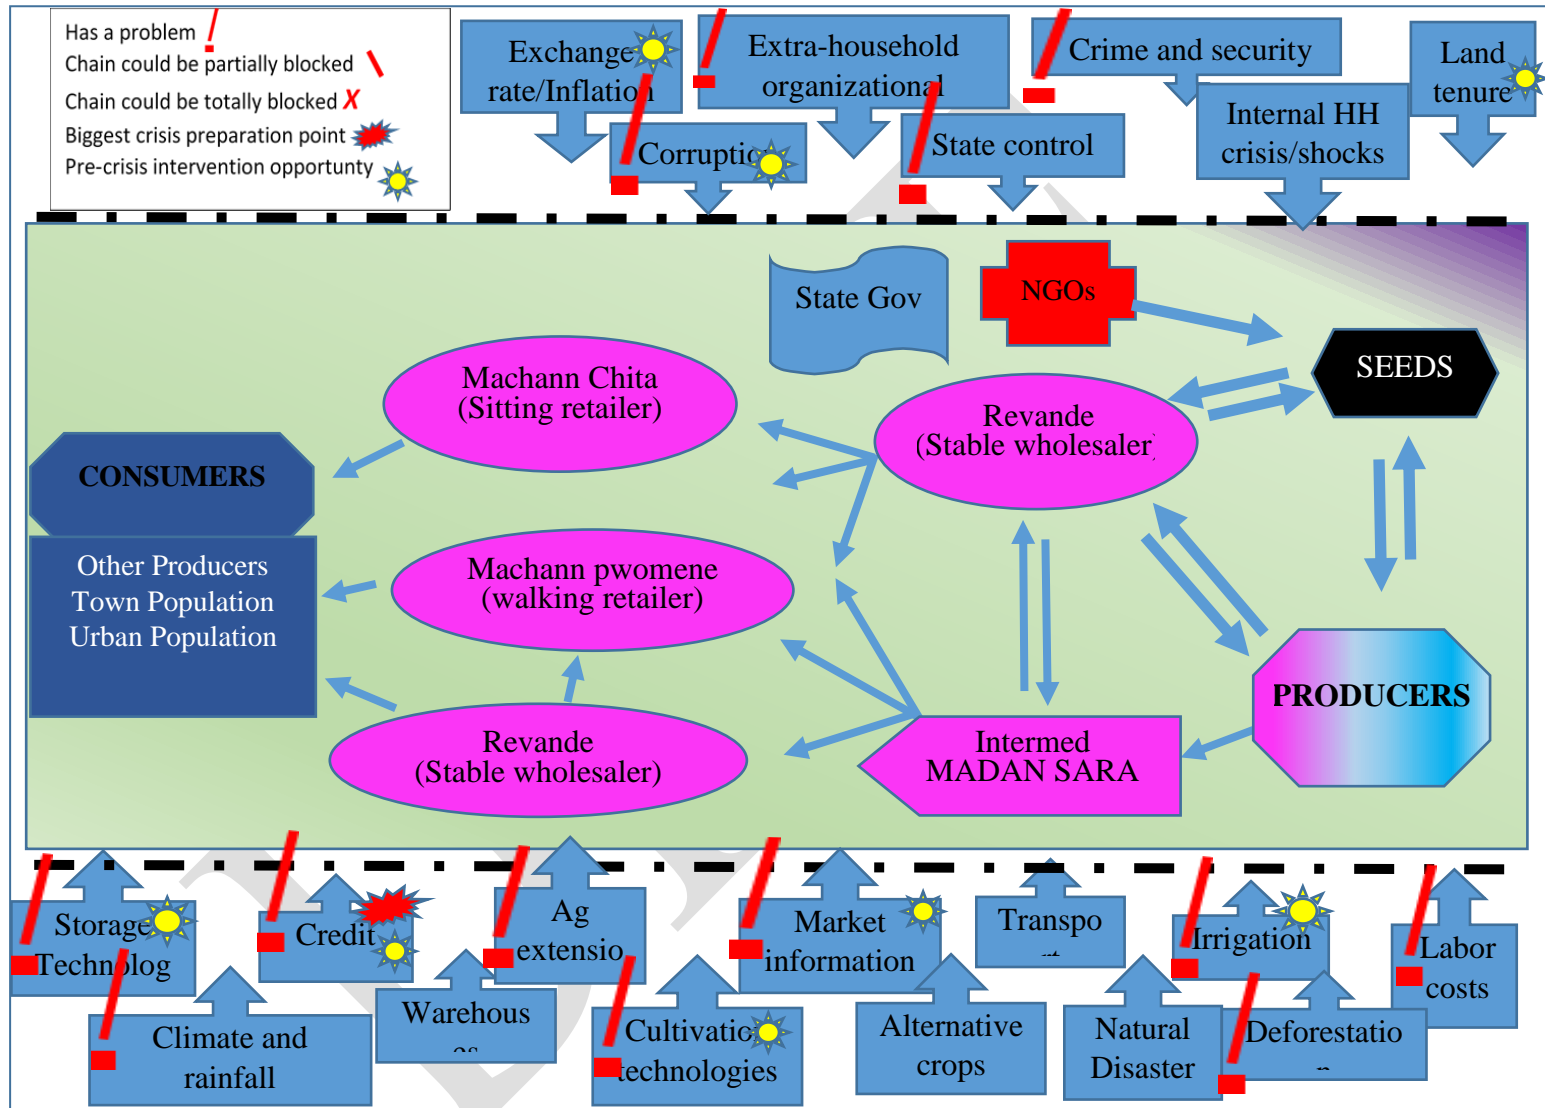 Has a problem
Chain could be partially blocked
Chain could be totally blocked X
Biggest crisis preparation point
Pre-crisis intervention opportunty
Exchange
rate/Inflation
Extra-household
organizational
Crime and security
Land
tenure
Corruptio
State control
Internal HH
crisis/shocks
State Gov
NGOs
SEEDS
Machann Chita
(Sitting retailer)
Revande
(Stable wholesaler)
CONSUMERS
Other Producers
Town Population
Urban Population
Machann pwomene
(walking retailer)
PRODUCERS
Revande
(Stable wholesaler)
Intermed
MADAN SARA
Storage
Technolog
Credit
Ag
extensio
Market
information
Transpo
rt
Irrigation
Labor
costs
Climate and
rainfall
Warehous
es
Cultivation
technologies
Alternative
crops
Natural
Disaster
Deforestatio
n